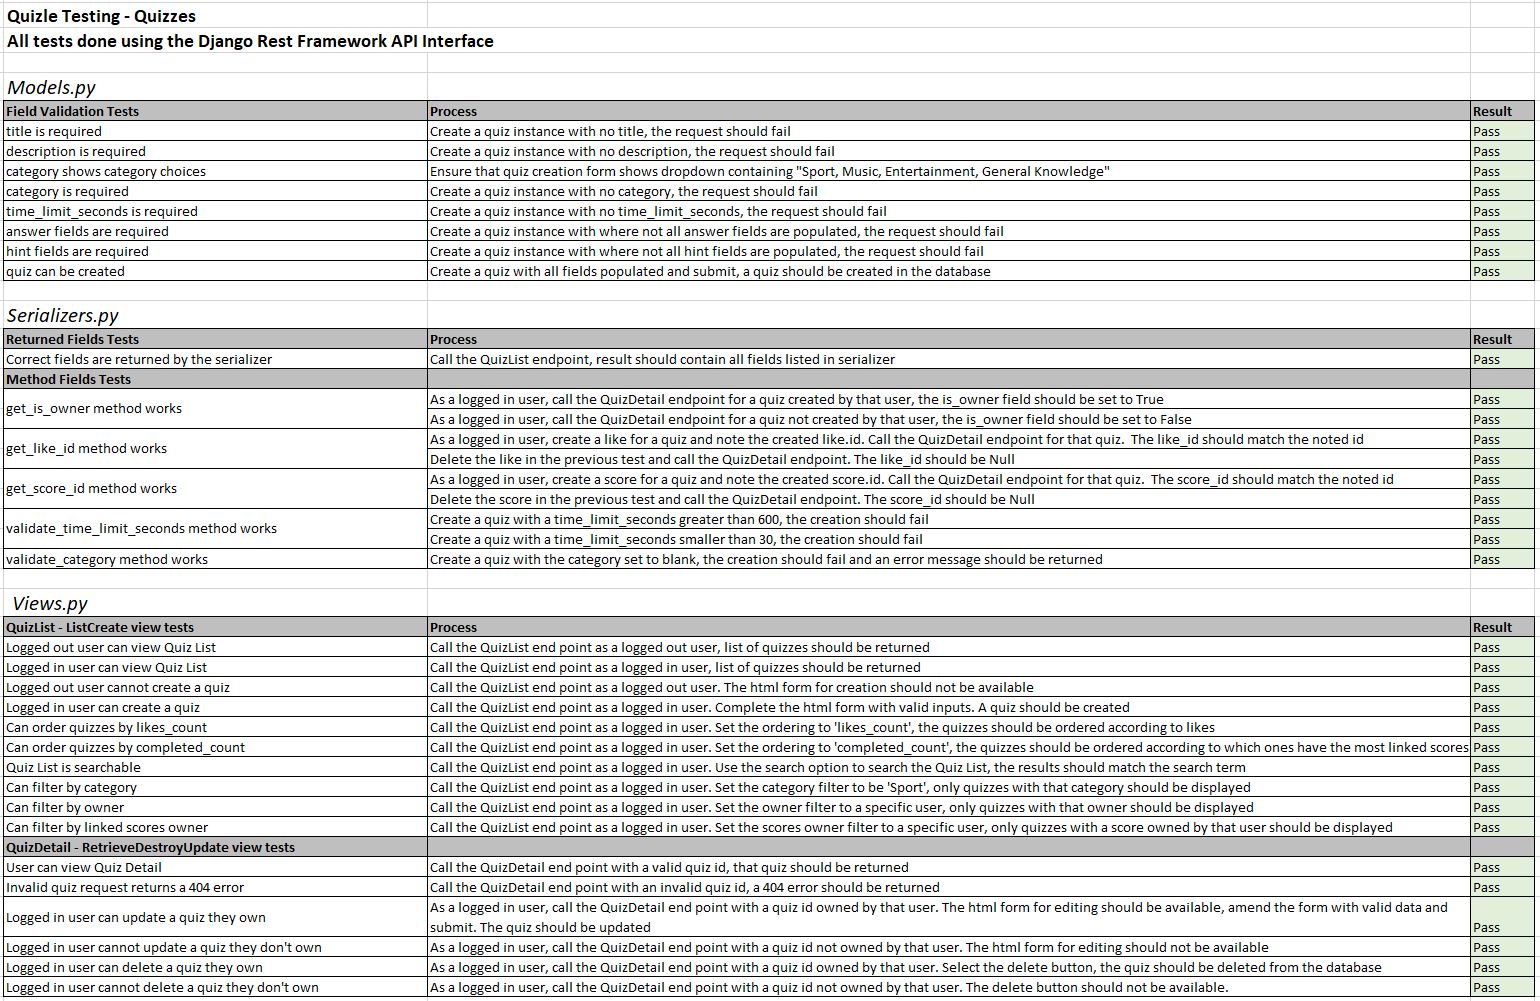 Quizle Testing - Quizzes
All tests done using the Django Rest Framework API Interface
Models.py
Field Validation Tests Process Result
title is required Create a quiz instance with no title, the request should fail Pass
description is required Create a quiz instance with no description, the request should fail Pass
category shows category choices Ensure that quiz creation form shows dropdown containing "Sport, Music, Entertainment, General Knowledge" Pass
category is required Create a quiz instance with no category, the request should fail Pass
time_limit_seconds is required Create a quiz instance with no time_limit_seconds, the request should fail Pass
answer fields are required Create a quiz instance with where not all answer fields are populated, the request should fail Pass
hint fields are required Create a quiz instance with where not all hint fields are populated, the request should fail Pass
quiz can be created Create a quiz with all fields populated and submit, a quiz should be created in the database Pass
Serializers.py
Returned Fields Tests Process Result
Correct fields are returned by the serializer Call the QuizList endpoint, result should contain all fields listed in serializer Pass
Method Fields Tests
get_is_owner method works As a logged in user, call the QuizDetail endpoint for a quiz created by that user, the is_owner field should be set to True Pass
As a logged in user, call the QuizDetail endpoint for a quiz not created by that user, the is_owner field should be set to False Pass
get_like_id method works As a logged in user, create a like for a quiz and note the created like.id. Call the QuizDetail endpoint for that quiz.  The like_id should match the noted id Pass
Delete the like in the previous test and call the QuizDetail endpoint. The like_id should be Null Pass
get_score_id method works As a logged in user, create a score for a quiz and note the created score.id. Call the QuizDetail endpoint for that quiz.  The score_id should match the noted id Pass
Delete the score in the previous test and call the QuizDetail endpoint. The score_id should be Null Pass
validate_time_limit_seconds method works Create a quiz with a time_limit_seconds greater than 600, the creation should fail Pass
Create a quiz with a time_limit_seconds smaller than 30, the creation should fail Pass
validate_category method works Create a quiz with the category set to blank, the creation should fail and an error message should be returned Pass
Views.py
QuizList - ListCreate view tests Process Result
Logged out user can view Quiz List Call the QuizList end point as a logged out user, list of quizzes should be returned Pass
Logged in user can view Quiz List Call the QuizList end point as a logged in user, list of quizzes should be returned Pass
Logged out user cannot create a quiz Call the QuizList end point as a logged out user. The html form for creation should not be available Pass
Logged in user can create a quiz Call the QuizList end point as a logged in user. Complete the html form with valid inputs. A quiz should be created Pass
Can order quizzes by likes_count Call the QuizList end point as a logged in user. Set the ordering to 'likes_count', the quizzes should be ordered according to likes Pass
Can order quizzes by completed_count Call the QuizList end point as a logged in user. Set the ordering to 'completed_count', the quizzes should be ordered according to which ones have the most linked scores Pass
Quiz List is searchable Call the QuizList end point as a logged in user. Use the search option to search the Quiz List, the results should match the search term Pass
Can filter by category Call the QuizList end point as a logged in user. Set the category filter to be 'Sport', only quizzes with that category should be displayed Pass
Can filter by owner Call the QuizList end point as a logged in user. Set the owner filter to a specific user, only quizzes with that owner should be displayed Pass
Can filter by linked scores owner Call the QuizList end point as a logged in user. Set the scores owner filter to a specific user, only quizzes with a score owned by that user should be displayed Pass
QuizDetail - RetrieveDestroyUpdate view tests
User can view Quiz Detail Call the QuizDetail end point with a valid quiz id, that quiz should be returned Pass
Invalid quiz request returns a 404 error Call the QuizDetail end point with an invalid quiz id, a 404 error should be returned Pass
Logged in user can update a quiz they own As a logged in user, call the QuizDetail end point with a quiz id owned by that user. The html form for editing should be available, amend the form with valid data and
submit. The quiz should be updated Pass
Logged in user cannot update a quiz they don't own As a logged in user, call the QuizDetail end point with a quiz id not owned by that user. The html form for editing should not be available Pass
Logged in user can delete a quiz they own As a logged in user, call the QuizDetail end point with a quiz id owned by that user. Select the delete button, the quiz should be deleted from the database Pass
Logged in user cannot delete a quiz they don't own As a logged in user, call the QuizDetail end point with a quiz id not owned by that user. The delete button should not be available. Pass